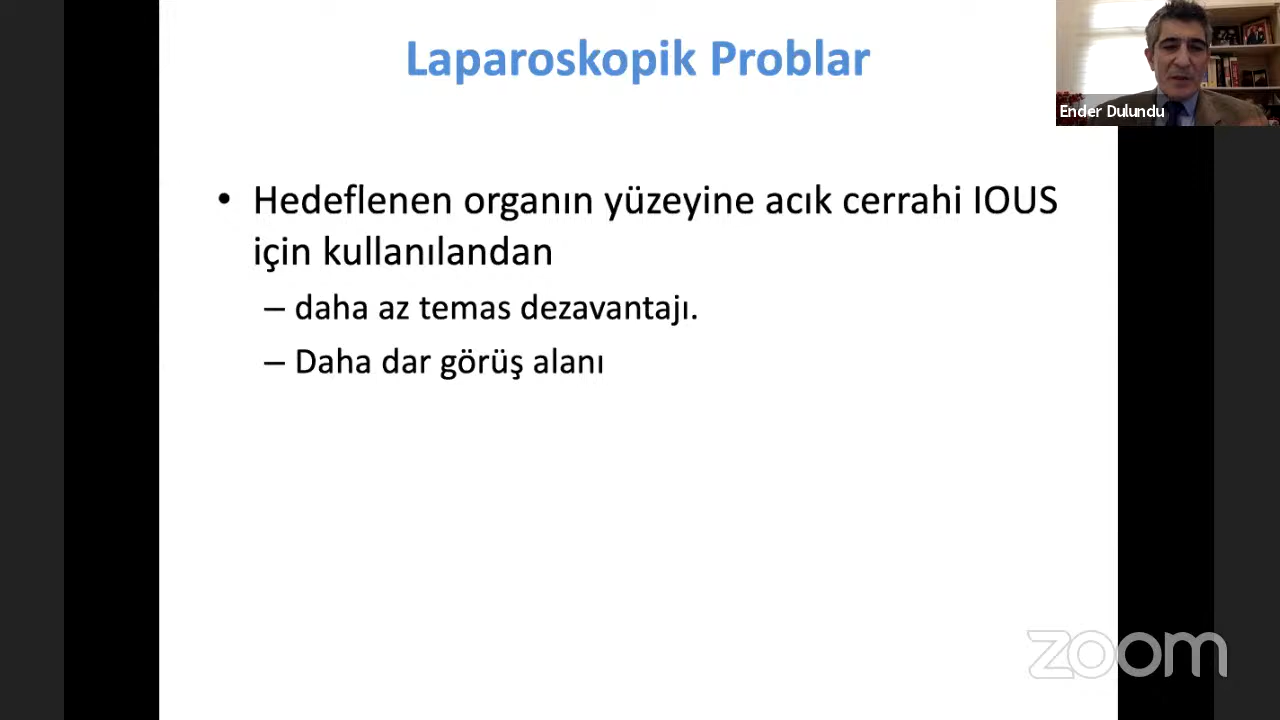 Laparoskopik Problar
Ender Dulundu
• Hedeflenen organın yüzeyine acık cerrahi IOUS
için kullanılandan
– daha az temas dezavantajı.
– Daha dar görüş alanı
zoom